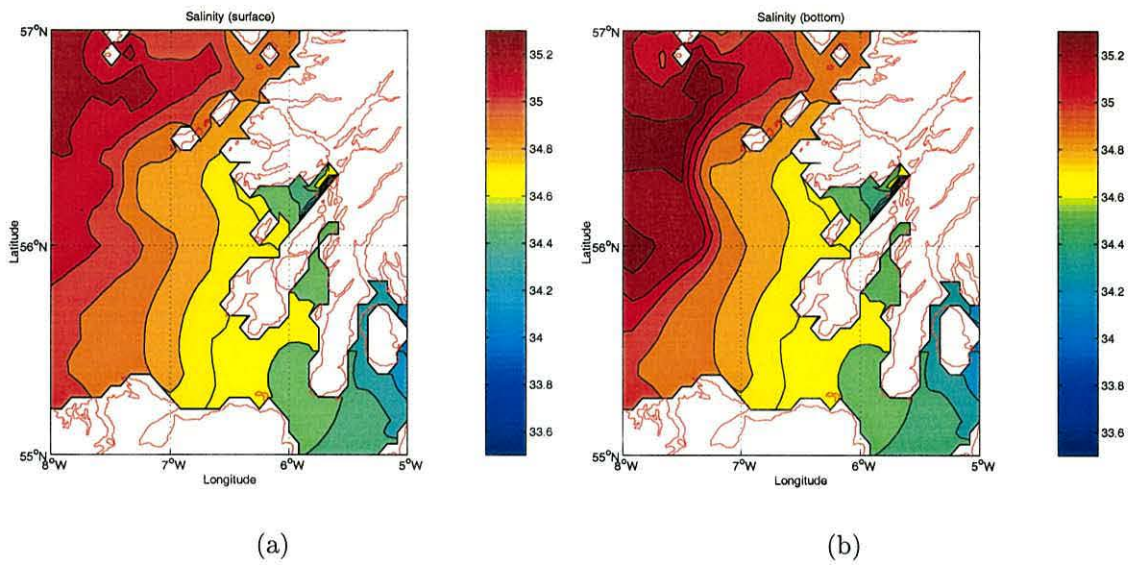 Salinity (surface)
57°N
56°N
55°N
Latitude
8°W 7°W 6°W 5°W
Longitude
35.2
35
34.8
34.6
34.4
34.2
34
33.8
33.6
(a)
Salinity (bottom)
57°N
56°N
55°N
Latitude
8°W 7°W 6°W 5°W
Longitude
35.2
35
34.8
34.6
34.4
34.2
34
33.8
33.6
(b)